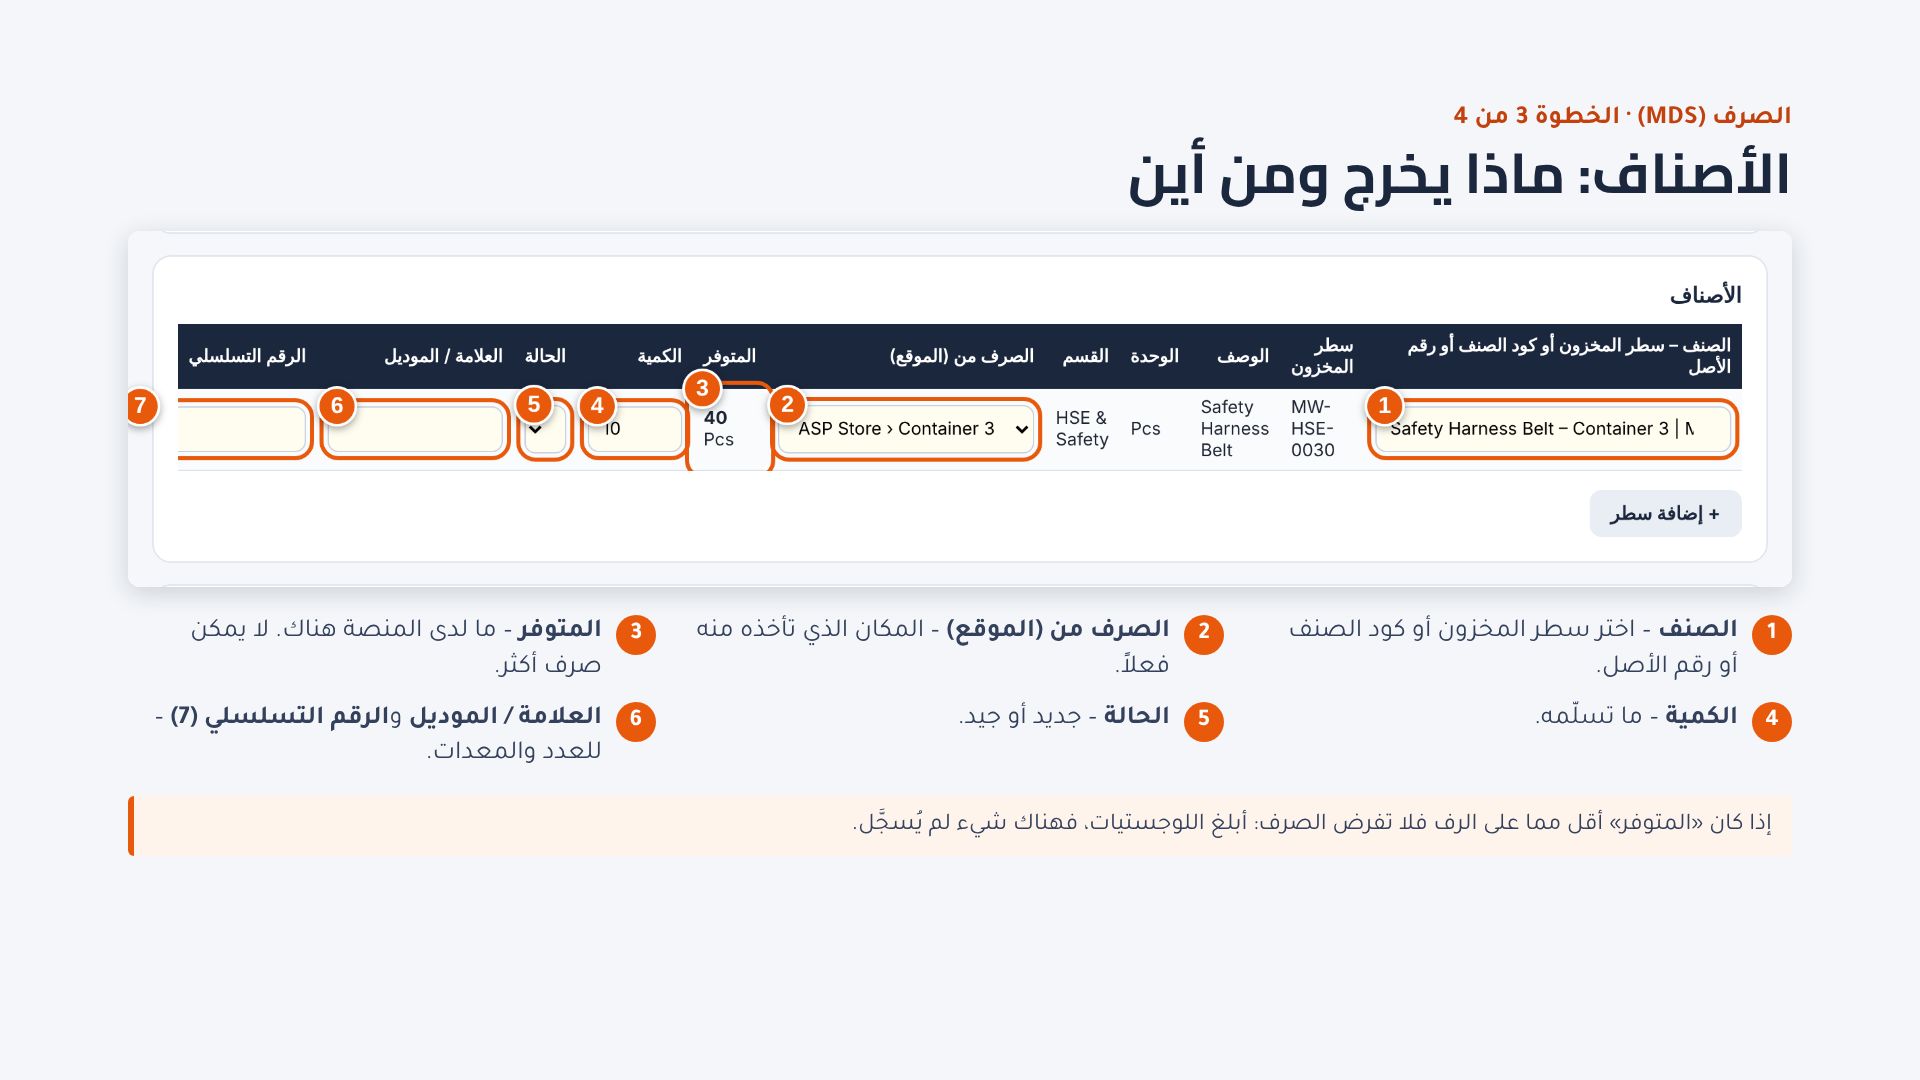 الصرف (MDS) · الخطوة 3 من 4
الأصناف: ماذا يخرج ومن أين
الأصناف
الصنف – سطر المخزون أو كود الصنف أو رقم الأصل
سطر المخزون
الوصف
الوحدة
القسم
الصرف من (الموقع)
المتوفر
الكمية
الحالة
العلامة / الموديل
الرقم التسلسلي
1
Safety Harness Belt – Container 3 |
MW-HSE-0030
Safety Harness Belt
Pcs
HSE & Safety
2
ASP Store › Container 3
3
40 Pcs
4
10
5
6
7
+ إضافة سطر
1 الصنف - اختر سطر المخزون أو كود الصنف
أو رقم الأصل.
2 الصرف من (الموقع) - المكان الذي تأخذه منه
فعلاً.
3 المتوفر - ما لدى المنصة هناك. لا يمكن
صرف أكثر.
4 الكمية - ما تسلّمه.
5 الحالة - جديد أو جيد.
6 العلامة / الموديل والرقم التسلسلي (7) -
للعدد والمعدات.
إذا كان «المتوفر» أقل مما على الرف فلا تفرض الصرف: أبلغ اللوجستيات، فهناك شيء لم يُسجَّل.